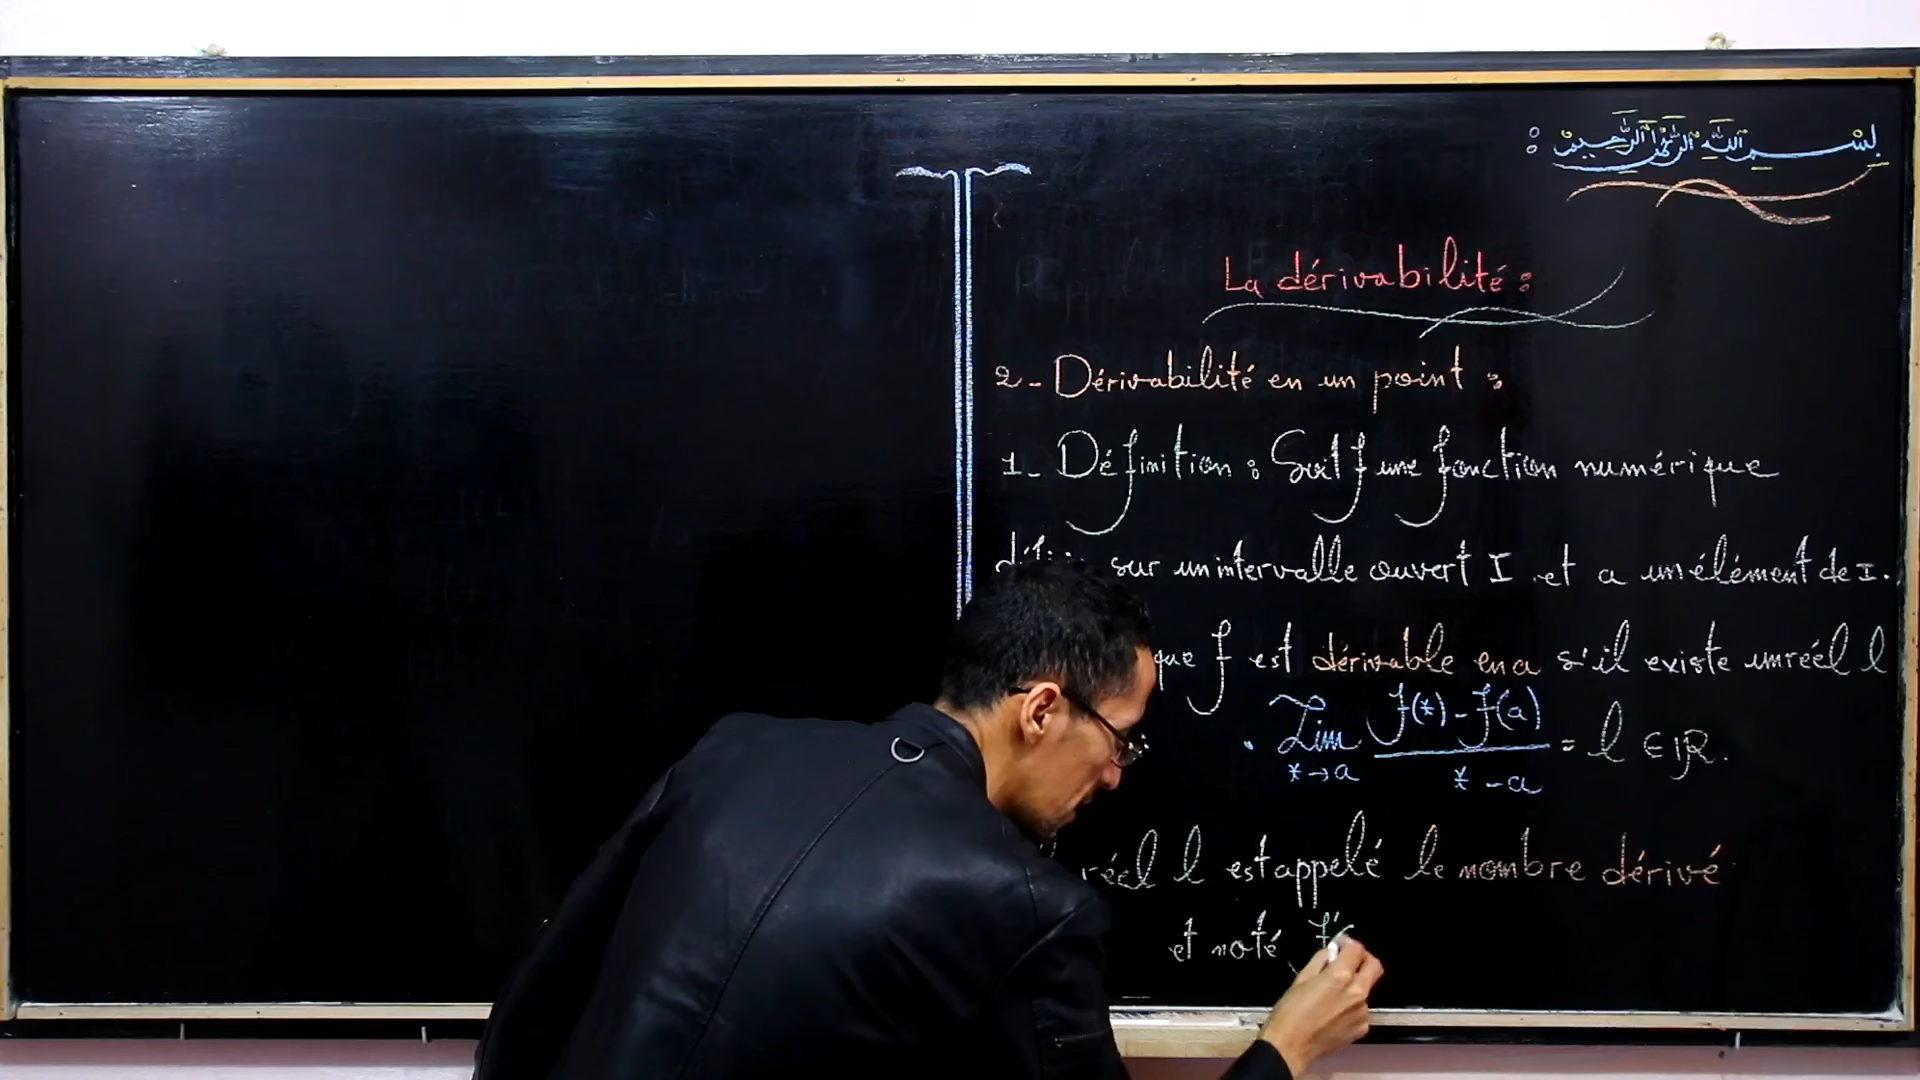 بسم الله الرحمن الرحيم :
La dérivabilité :
2- Dérivabilité en un point :
1- Définition : Soit f une fonction numérique
sur un intervalle ouvert I et a un élément de I.
que f est dérivable en a s'il existe un réel l
Lim x→a (f(x) - f(a)) / (x - a) = l ∈ IR.
réel l est appelé le nombre dérivé
et noté f'(